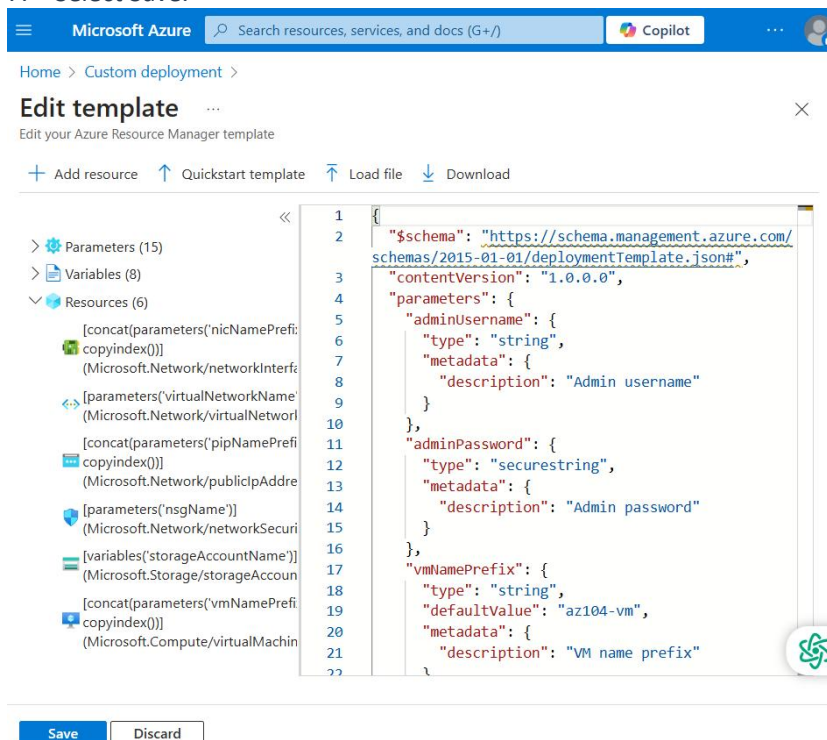 Microsoft Azure
Search resources, services, and docs (G+/)
Copilot
...
Home > Custom deployment >
Edit template ...
Edit your Azure Resource Manager template
Add resource
Quickstart template
Load file
Download
Parameters (15)
Variables (8)
Resources (6)
[concat(parameters('nicNamePrefi
copyindex())]
(Microsoft.Network/networkInterfa
[parameters('virtualNetworkName'
(Microsoft.Network/virtualNetwork
[concat(parameters('pipNamePrefi
copyindex())]
(Microsoft.Network/publicIpAddre
[parameters('nsgName')]
(Microsoft.Network/networkSecuri
[variables('storageAccountName')]
(Microsoft.Storage/storageAccoun
[concat(parameters('vmNamePrefi
copyindex())]
(Microsoft.Compute/virtualMachin
1 {
2 "$schema": "https://schema.management.azure.com/
schemas/2015-01-01/deploymentTemplate.json#",
3 "contentVersion": "1.0.0.0",
4 "parameters": {
5 "adminUsername": {
6 "type": "string",
7 "metadata": {
8 "description": "Admin username"
9 }
10 },
11 "adminPassword": {
12 "type": "securestring",
13 "metadata": {
14 "description": "Admin password"
15 }
16 },
17 "vmNamePrefix": {
18 "type": "string",
19 "defaultValue": "az104-vm",
20 "metadata": {
21 "description": "VM name prefix"
22 }
Save
Discard